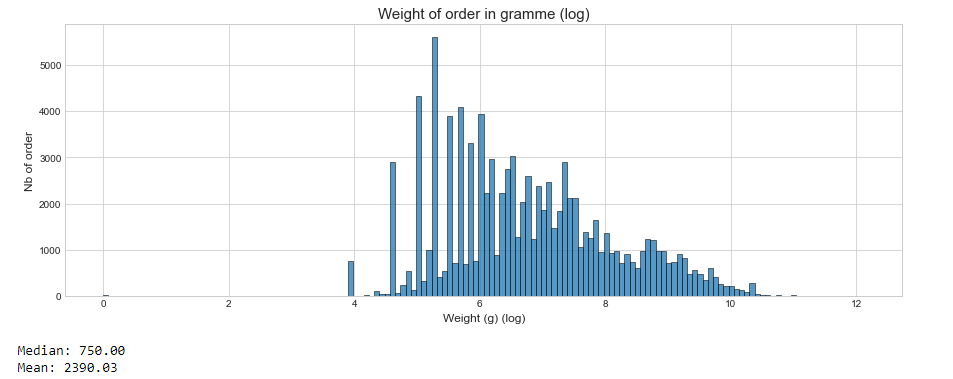 Weight of order in gramme (log)
Nb of order
5000
4000
3000
2000
1000
0
0 2 4 6 8 10 12
Weight (g) (log)
Median: 750.00
Mean: 2390.03